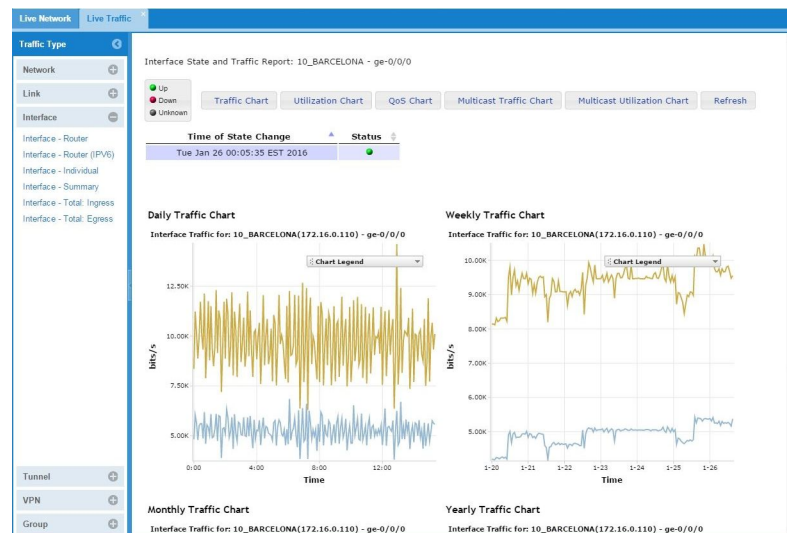 Live Network
Live Traffic
Traffic Type
Network
Link
Interface
Interface - Router
Interface - Router (IPV6)
Interface - Individual
Interface - Summary
Interface - Total: Ingress
Interface - Total: Egress
Tunnel
VPN
Group
Interface State and Traffic Report: 10_BARCELONA - ge-0/0/0
Up
Down
Unknown
Traffic Chart
Utilization Chart
QoS Chart
Multicast Traffic Chart
Multicast Utilization Chart
Refresh
Time of State Change Status
Tue Jan 26 00:05:35 EST 2016
Daily Traffic Chart
Interface Traffic for: 10_BARCELONA(172.16.0.110) - ge-0/0/0
Chart Legend
12.50K
10.00K
7.50K
5.00K
bits/s
0:00 4:00 8:00 12:00
Time
Weekly Traffic Chart
Interface Traffic for: 10_BARCELONA(172.16.0.110) - ge-0/0/0
Chart Legend
10.00K
9.00K
8.00K
7.00K
6.00K
5.00K
bits/s
1-20 1-21 1-22 1-23 1-24 1-25 1-26
Time
Monthly Traffic Chart
Interface Traffic for: 10_BARCELONA(172.16.0.110) - ge-0/0/0
Yearly Traffic Chart
Interface Traffic for: 10_BARCELONA(172.16.0.110) - ge-0/0/0